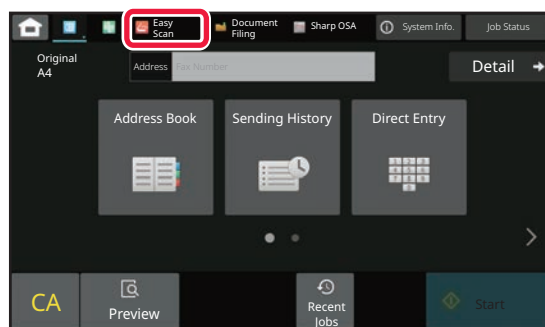 Easy
Scan
Document
Filing
Sharp OSA
System Info.
Job Status
Original
A4
Address
Fax Number
Detail
Address Book
Sending History
Direct Entry
CA
Preview
Recent
Jobs
Start